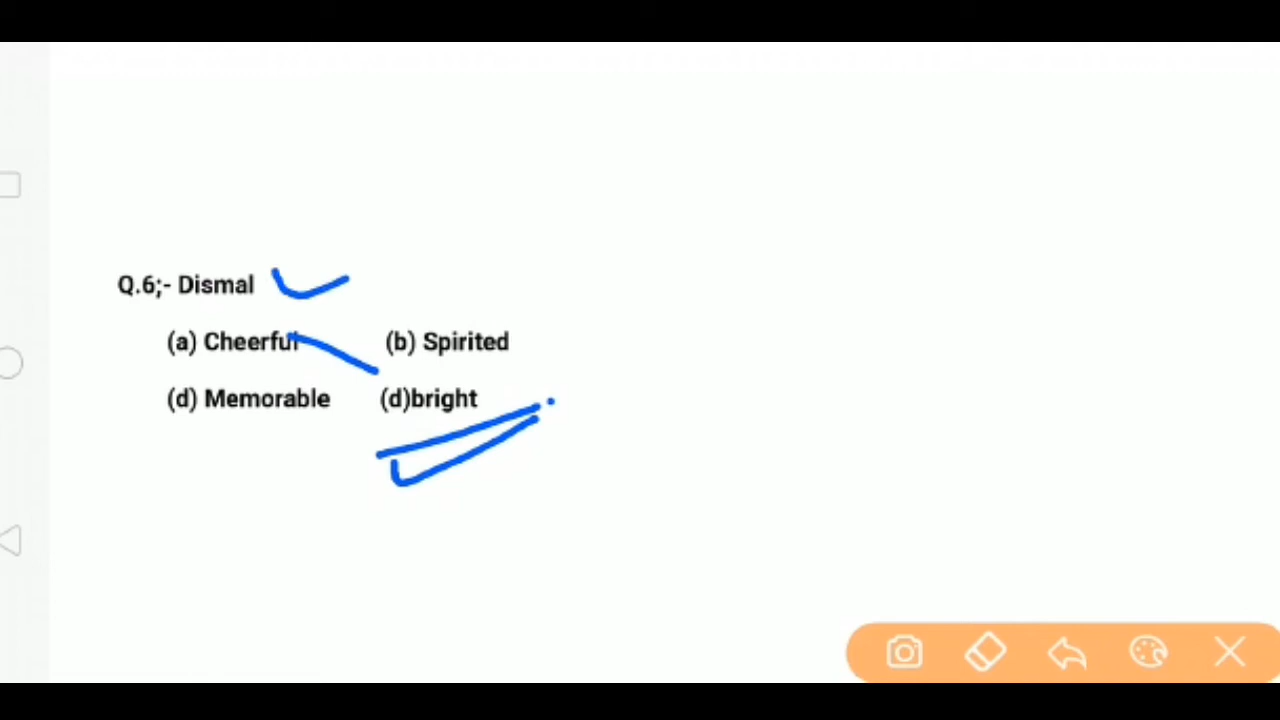 Q.6;- Dismal
(a) Cheerful (b) Spirited
(d) Memorable (d)bright